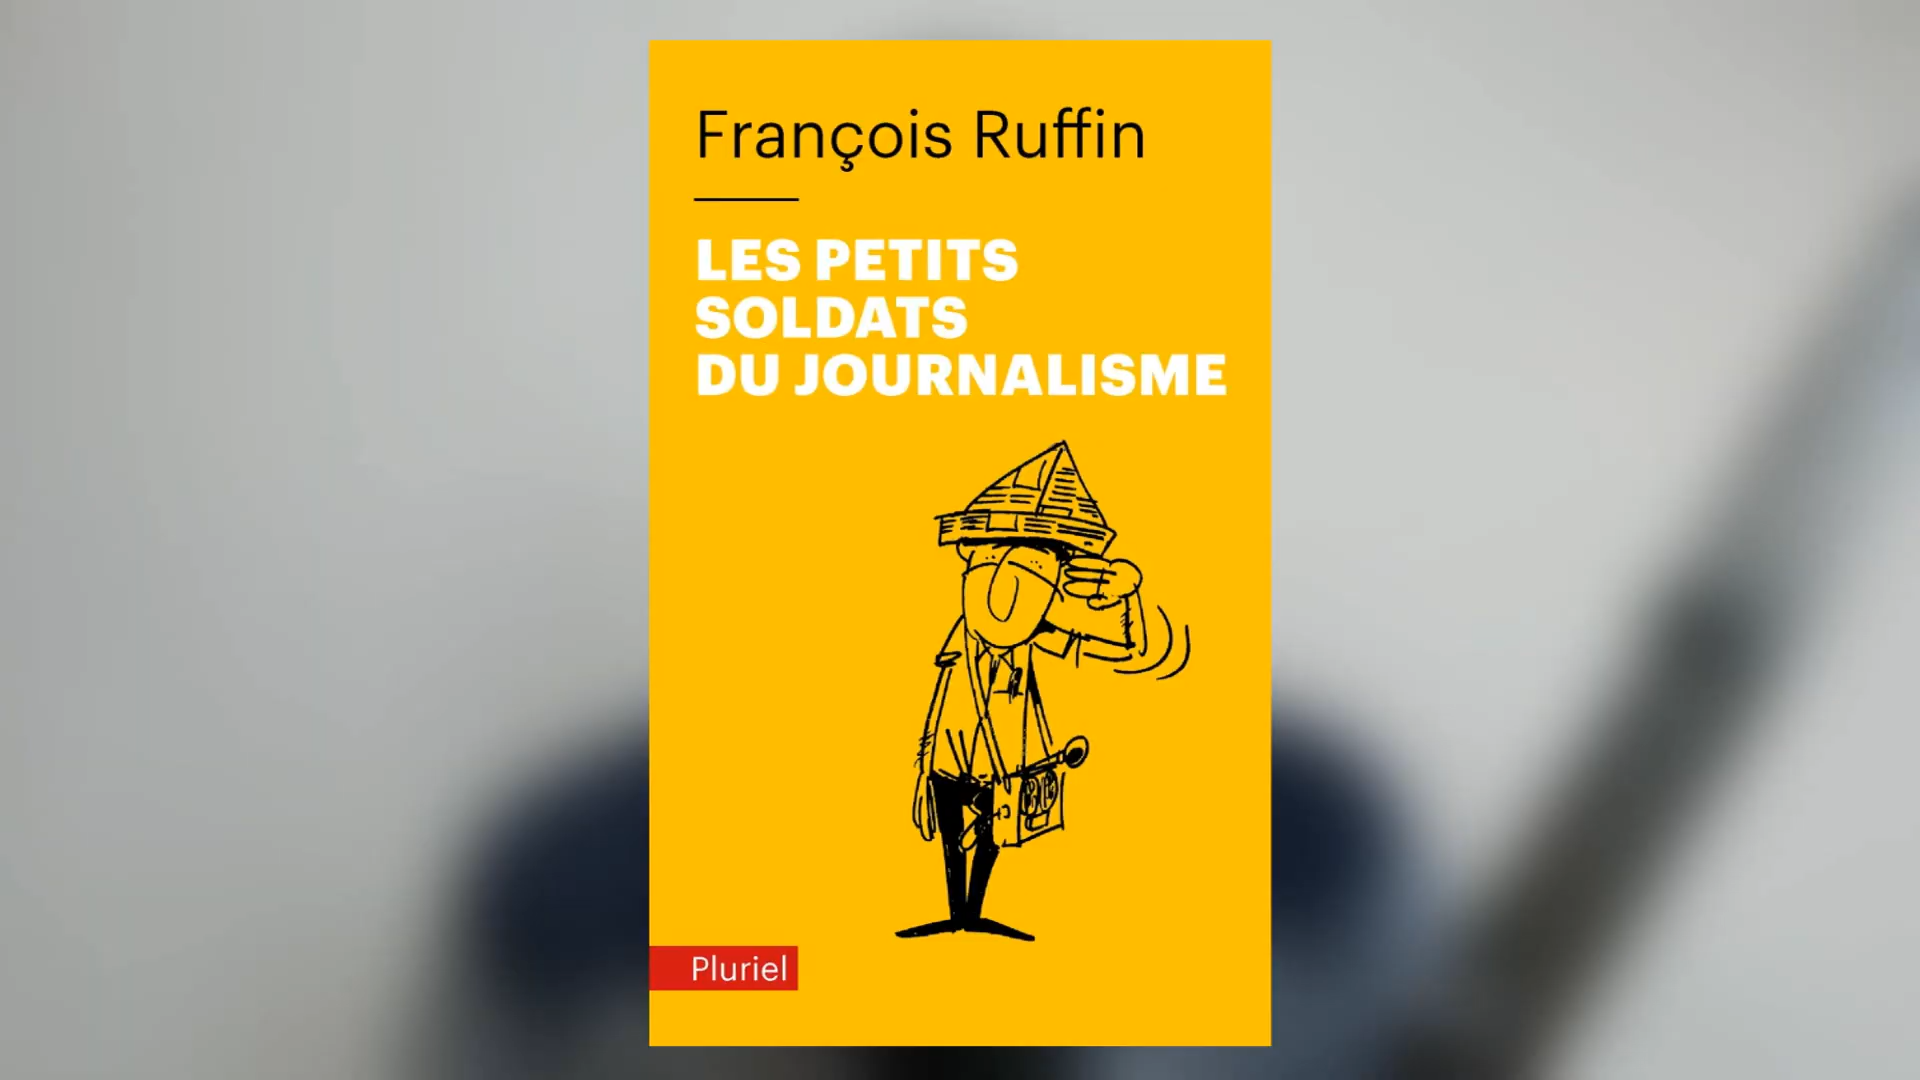 François Ruffin
LES PETITS
SOLDATS
DU JOURNALISME
Pluriel